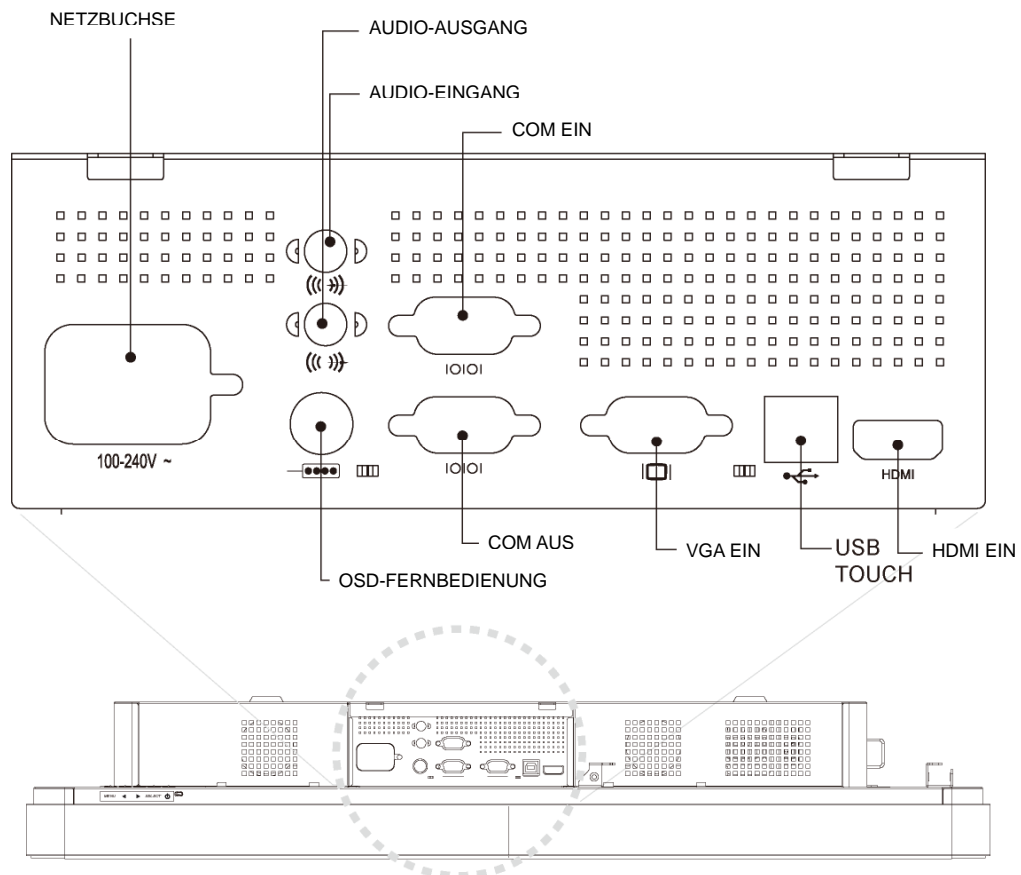 NETZBUCHSE
AUDIO-AUSGANG
AUDIO-EINGANG
COM EIN
IOIOI
100-240V ~
IOIOI
HDMI
COM AUS
VGA EIN
USB
TOUCH
HDMI EIN
OSD-FERNBEDIENUNG
MENU ◄ ► SELECT